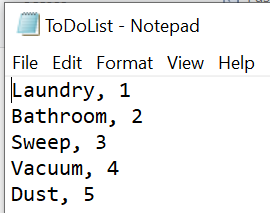 ToDoList - Notepad
File Edit Format View Help
Laundry, 1
Bathroom, 2
Sweep, 3
Vacuum, 4
Dust, 5